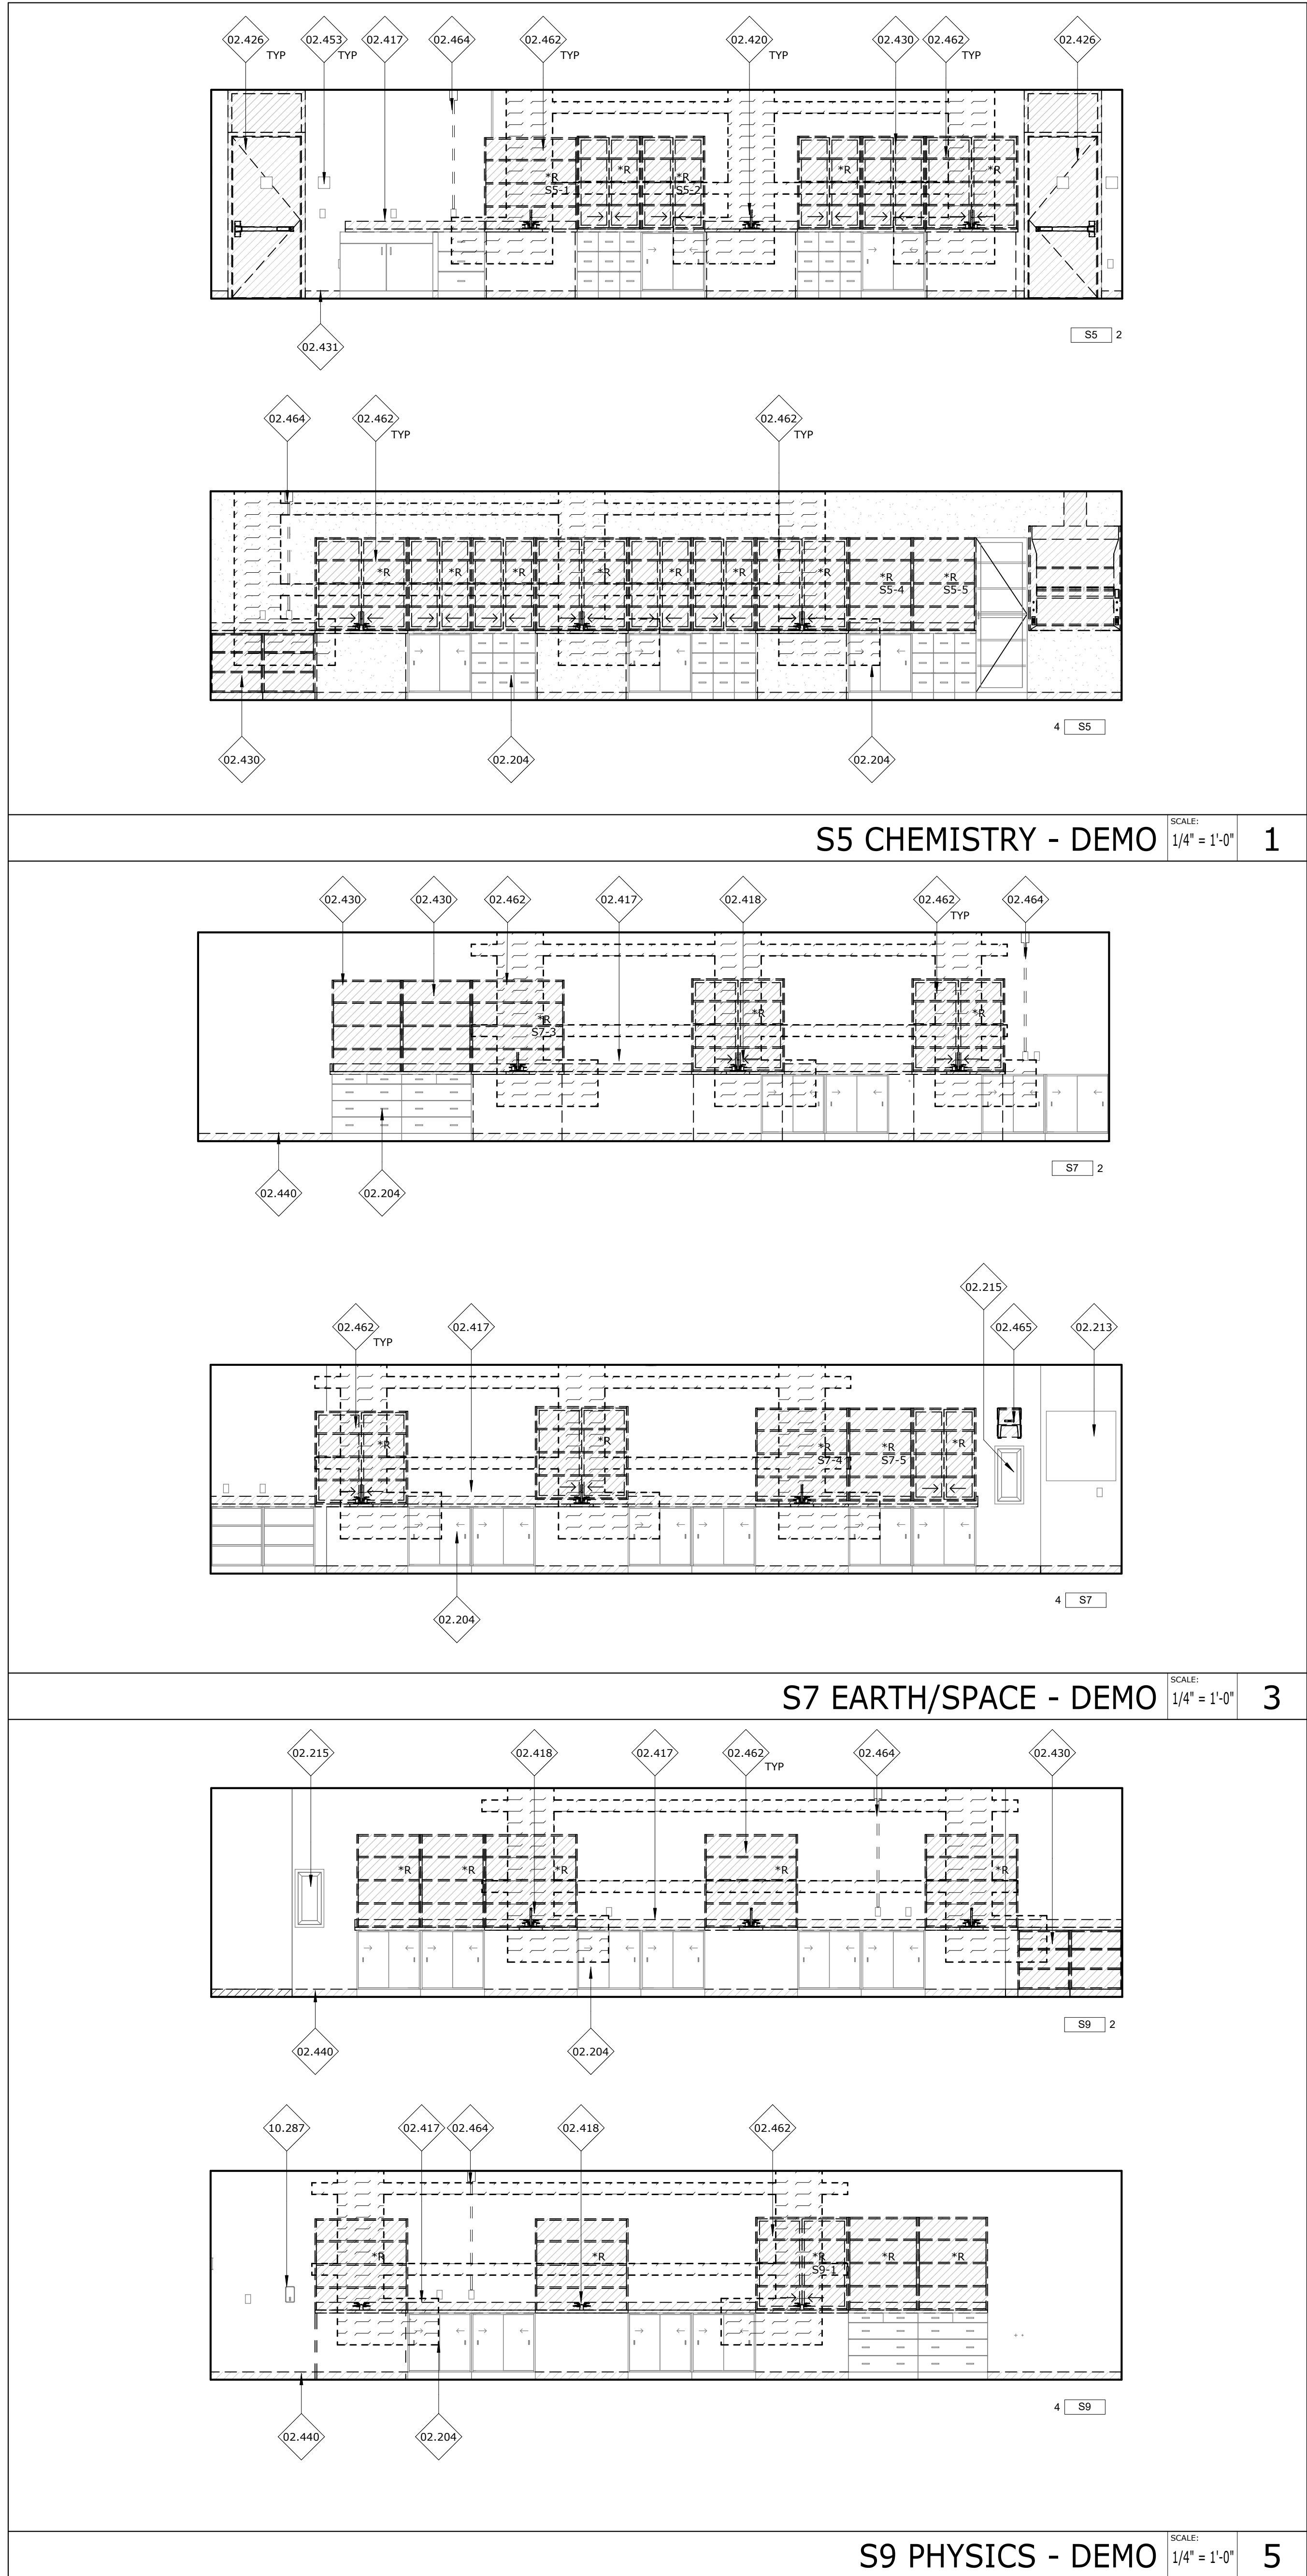 02.426 TYP 02.453 TYP 02.417 02.464 02.462 TYP 02.420 TYP 02.430 02.462 TYP 02.426
*R *R *R *R *R
S5-1 S5-2
02.431
S5 2
02.464 02.462 TYP 02.462 TYP
*R *R *R *R *R *R *R *R *R
S5-4 S5-5
4 S5
02.430 02.204 02.204
S5 CHEMISTRY - DEMO SCALE: 1/4" = 1'-0" 1
02.430 02.430 02.462 02.417 02.418 02.462 TYP 02.464
*R *R *R
S7-3
S7 2
02.440 02.204
02.215
02.462 TYP 02.417 02.465 02.213
*R *R *R *R *R
S7-4 S7-5
4 S7
02.204
S7 EARTH/SPACE - DEMO SCALE: 1/4" = 1'-0" 3
02.215 02.418 02.417 02.462 TYP 02.464 02.430
*R *R *R *R *R
S9 2
02.440 02.204
10.287 02.417 02.464 02.418 02.462
*R *R *R *R *R
S9-1
4 S9
02.440 02.204
S9 PHYSICS - DEMO SCALE: 1/4" = 1'-0" 5